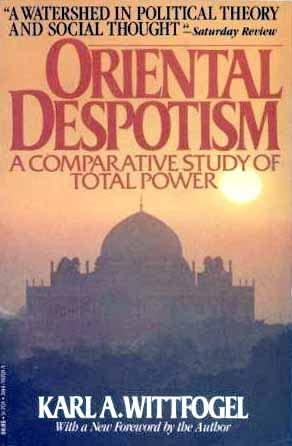 "A WATERSHED IN POLITICAL THEORY
AND SOCIAL THOUGHT"–Saturday Review
ORIENTAL
DESPOTISM
A COMPARATIVE STUDY OF
TOTAL POWER
KARL A. WITTFOGEL
With a New Foreword by the Author